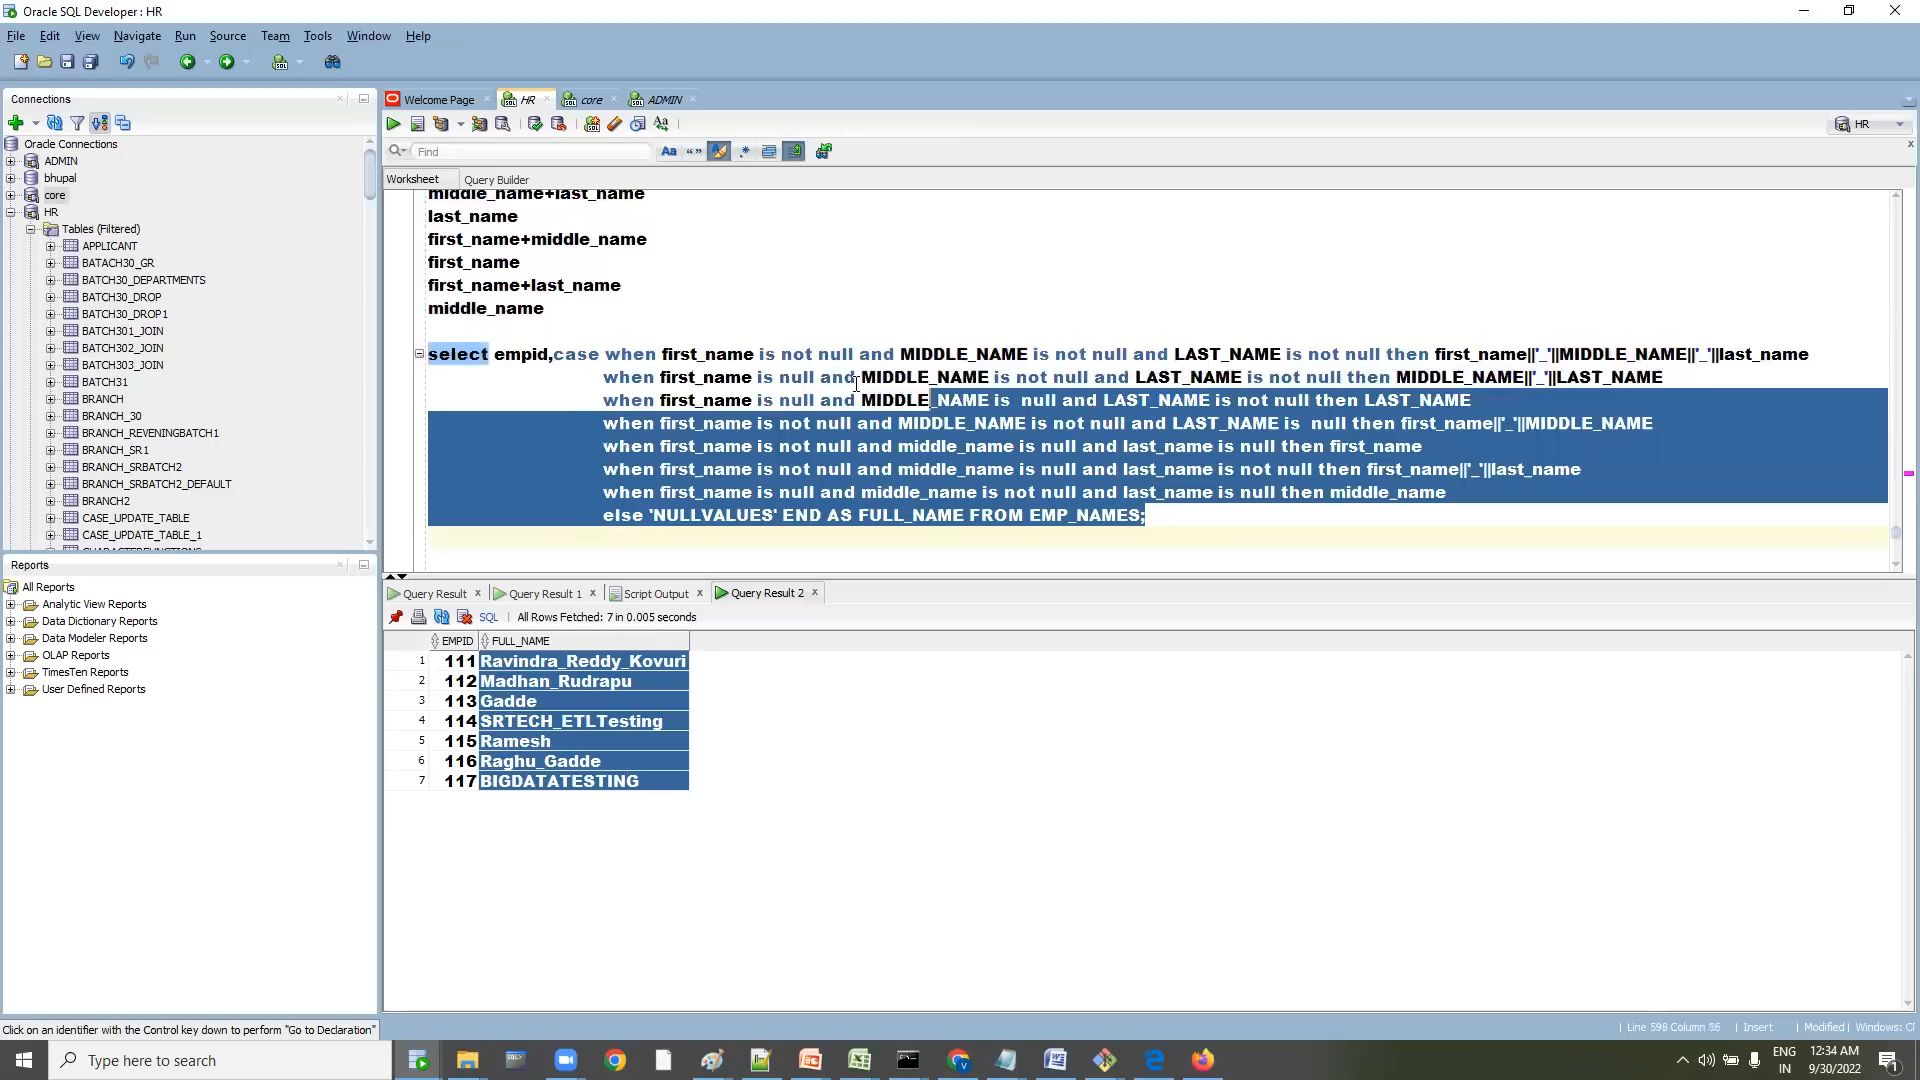 Oracle SQL Developer : HR
File Edit View Navigate Run Source Team Tools Window Help
Connections
Oracle Connections
ADMIN
bhupal
core
HR
Tables (Filtered)
APPLICANT
BATACH30_GR
BATCH30_DEPARTMENTS
BATCH30_DROP
BATCH30_DROP1
BATCH301_JOIN
BATCH302_JOIN
BATCH303_JOIN
BATCH31
BRANCH
BRANCH_30
BRANCH_REVENINGBATCH1
BRANCH_SR1
BRANCH_SRBATCH2
BRANCH_SRBATCH2_DEFAULT
BRANCH2
CASE_UPDATE_TABLE
CASE_UPDATE_TABLE_1
Reports
All Reports
Analytic View Reports
Data Dictionary Reports
Data Modeler Reports
OLAP Reports
TimesTen Reports
User Defined Reports
Welcome Page HR core ADMIN
HR
Find
Worksheet Query Builder
middle_name+last_name
last_name
first_name+middle_name
first_name
first_name+last_name
middle_name
select empid,case when first_name is not null and MIDDLE_NAME is not null and LAST_NAME is not null then first_name||'_'||MIDDLE_NAME||'_'||last_name
when first_name is null and MIDDLE_NAME is not null and LAST_NAME is not null then MIDDLE_NAME||'_'||LAST_NAME
when first_name is null and MIDDLE_NAME is  null and LAST_NAME is not null then LAST_NAME
when first_name is not null and MIDDLE_NAME is not null and LAST_NAME is  null then first_name||'_'||MIDDLE_NAME
when first_name is not null and middle_name is null and last_name is null then first_name
when first_name is not null and middle_name is null and last_name is not null then first_name||'_'||last_name
when first_name is null and middle_name is not null and last_name is null then middle_name
else 'NULLVALUES' END AS FULL_NAME FROM EMP_NAMES;
Query Result Query Result 1 Script Output Query Result 2
SQL All Rows Fetched: 7 in 0.005 seconds
EMPID FULL_NAME
1 111 Ravindra_Reddy_Kovuri
2 112 Madhan_Rudrapu
3 113 Gadde
4 114 SRTECH_ETLTesting
5 115 Ramesh
6 116 Raghu_Gadde
7 117 BIGDATATESTING
Click on an identifier with the Control key down to perform "Go to Declaration"
Line 598 Column 86 Insert Modified Windows: C
Type here to search
ENG
IN
12:34 AM
9/30/2022